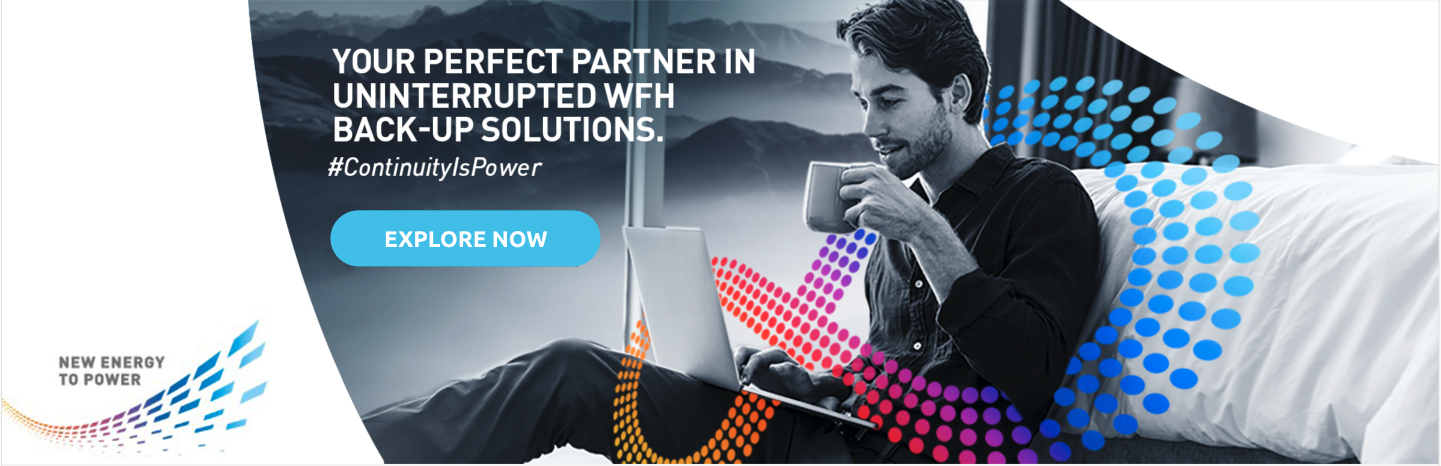 YOUR PERFECT PARTNER IN
UNINTERRUPTED WFH
BACK-UP SOLUTIONS.
#ContinuityIsPower
EXPLORE NOW
NEW ENERGY
TO POWER